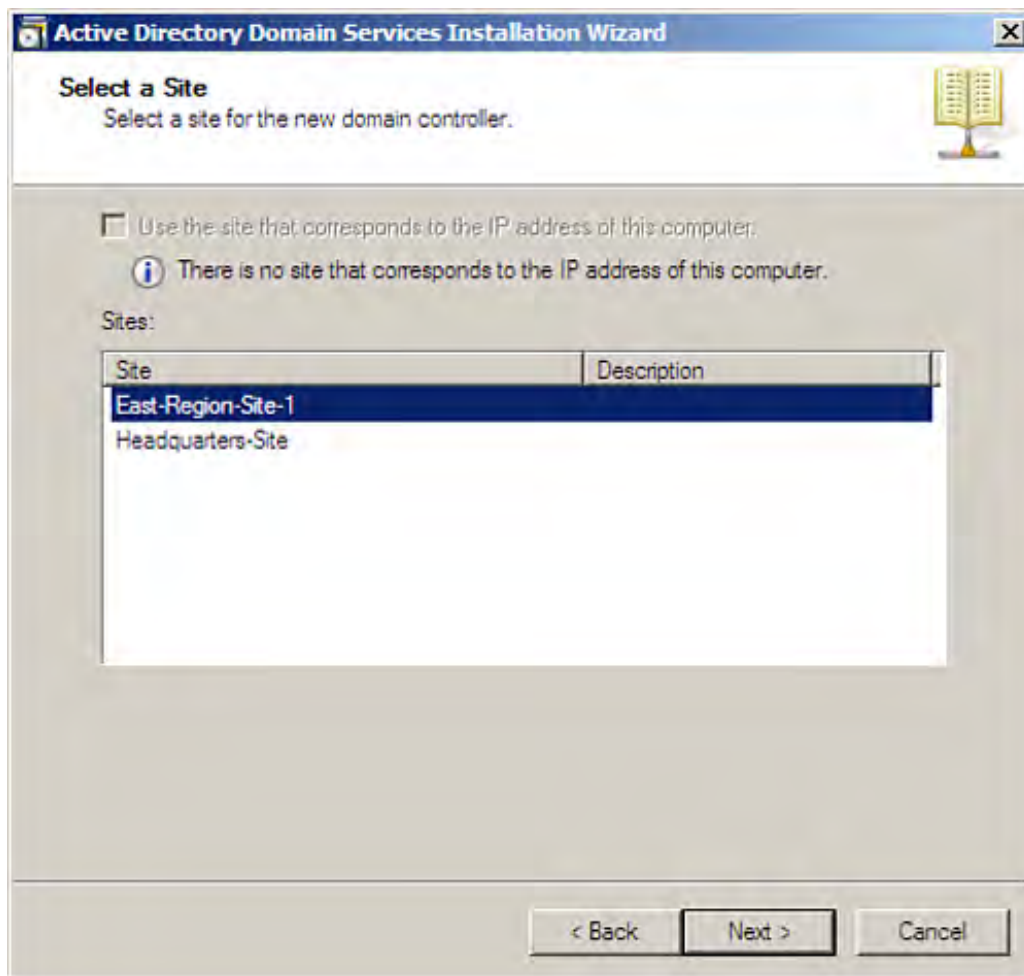 Active Directory Domain Services Installation Wizard
Select a Site
Select a site for the new domain controller.
Use the site that corresponds to the IP address of this computer.
There is no site that corresponds to the IP address of this computer.
Sites:
Site Description
East-Region-Site-1
Headquarters-Site
< Back Next > Cancel